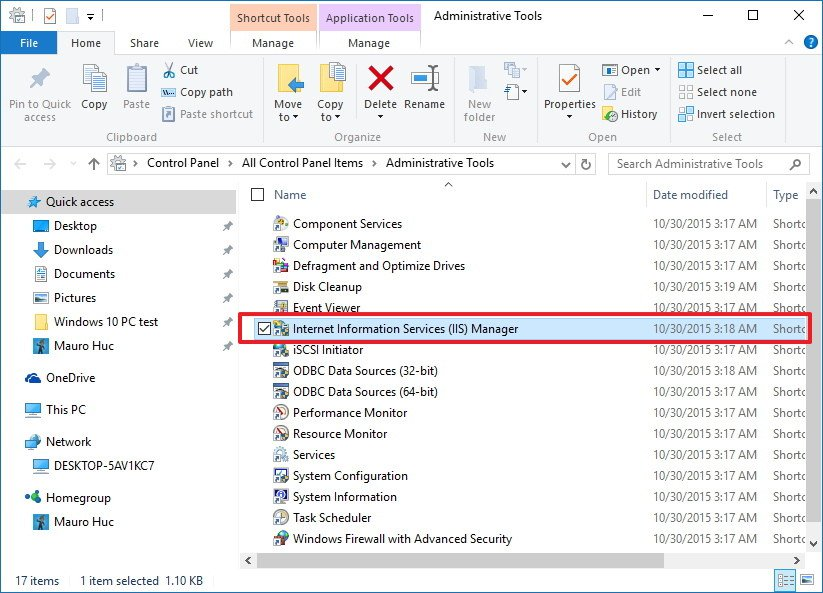 Shortcut Tools Application Tools Administrative Tools
File Home Share View Manage Manage
Pin to Quick access
Copy
Paste
Cut
Copy path
Paste shortcut
Clipboard
Move to
Copy to
Delete
Rename
Organize
New folder
New
Properties
Open
Edit
History
Open
Select all
Select none
Invert selection
Select
Control Panel > All Control Panel Items > Administrative Tools
Search Administrative Tools
Quick access
Desktop
Downloads
Documents
Pictures
Windows 10 PC test
Mauro Huc
OneDrive
This PC
Network
DESKTOP-5AV1KC7
Homegroup
Mauro Huc
Name Date modified Type
Component Services 10/30/2015 3:17 AM Shortc
Computer Management 10/30/2015 3:17 AM Shortc
Defragment and Optimize Drives 10/30/2015 3:17 AM Shortc
Disk Cleanup 10/30/2015 3:19 AM Shortc
Event Viewer 10/30/2015 3:17 AM Shortc
Internet Information Services (IIS) Manager 10/30/2015 3:18 AM Shortc
iSCSI Initiator 10/30/2015 3:17 AM Shortc
ODBC Data Sources (32-bit) 10/30/2015 3:18 AM Shortc
ODBC Data Sources (64-bit) 10/30/2015 3:17 AM Shortc
Performance Monitor 10/30/2015 3:17 AM Shortc
Resource Monitor 10/30/2015 3:17 AM Shortc
Services 10/30/2015 3:17 AM Shortc
System Configuration 10/30/2015 3:17 AM Shortc
System Information 10/30/2015 3:17 AM Shortc
Task Scheduler 10/30/2015 3:17 AM Shortc
Windows Firewall with Advanced Security 10/30/2015 3:17 AM Shortc
17 items 1 item selected 1.10 KB